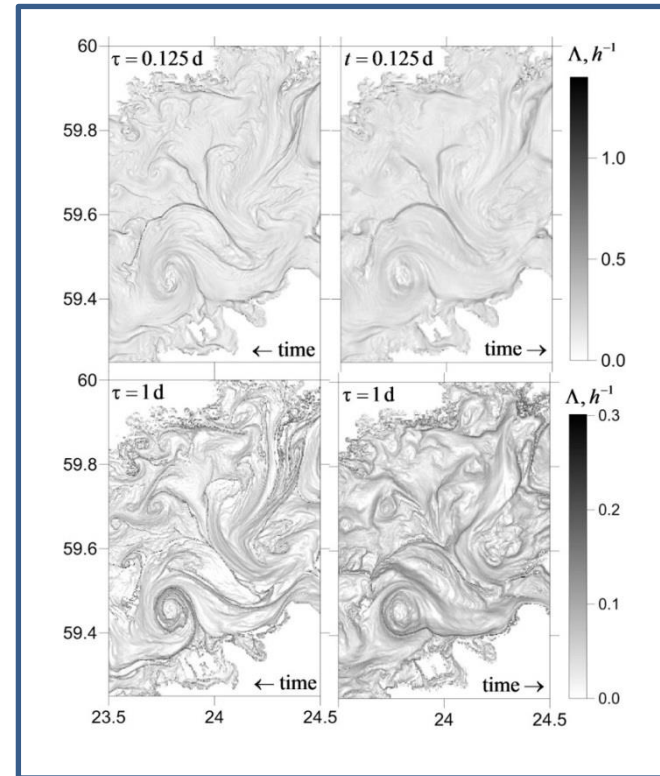 60
τ = 0.125 d
t = 0.125 d
Λ, h⁻¹
59.8
1.0
59.6
0.5
59.4
← time
time →
0.0
60
τ = 1 d
τ = 1 d
Λ, h⁻¹
0.3
59.8
0.2
59.6
0.1
59.4
← time
time →
0.0
23.5
24
24.5
24
24.5